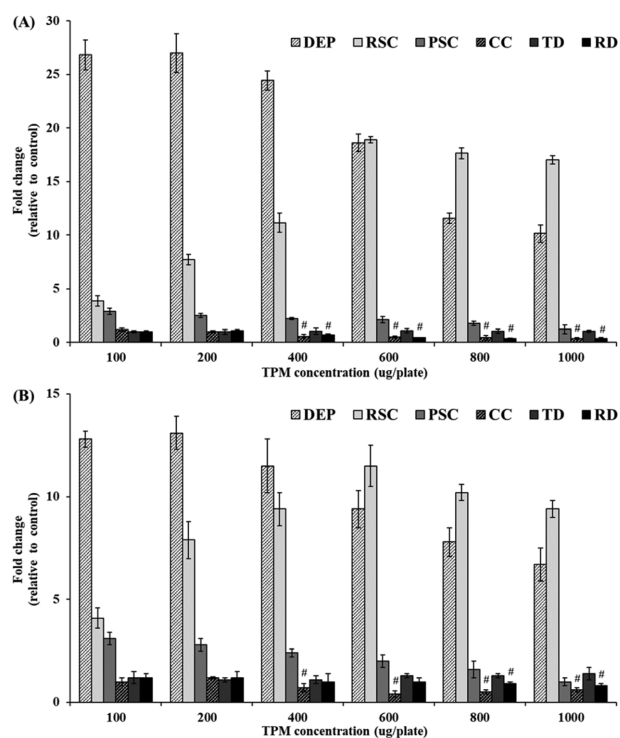 (A)
30
25
20
15
10
5
0
Fold change
(relative to control)
DEP RSC PSC CC TD RD
# # # # # # # #
100 200 400 600 800 1000
TPM concentration (ug/plate)
(B)
15
10
5
0
Fold change
(relative to control)
DEP RSC PSC CC TD RD
# # # # # #
100 200 400 600 800 1000
TPM concentration (ug/plate)